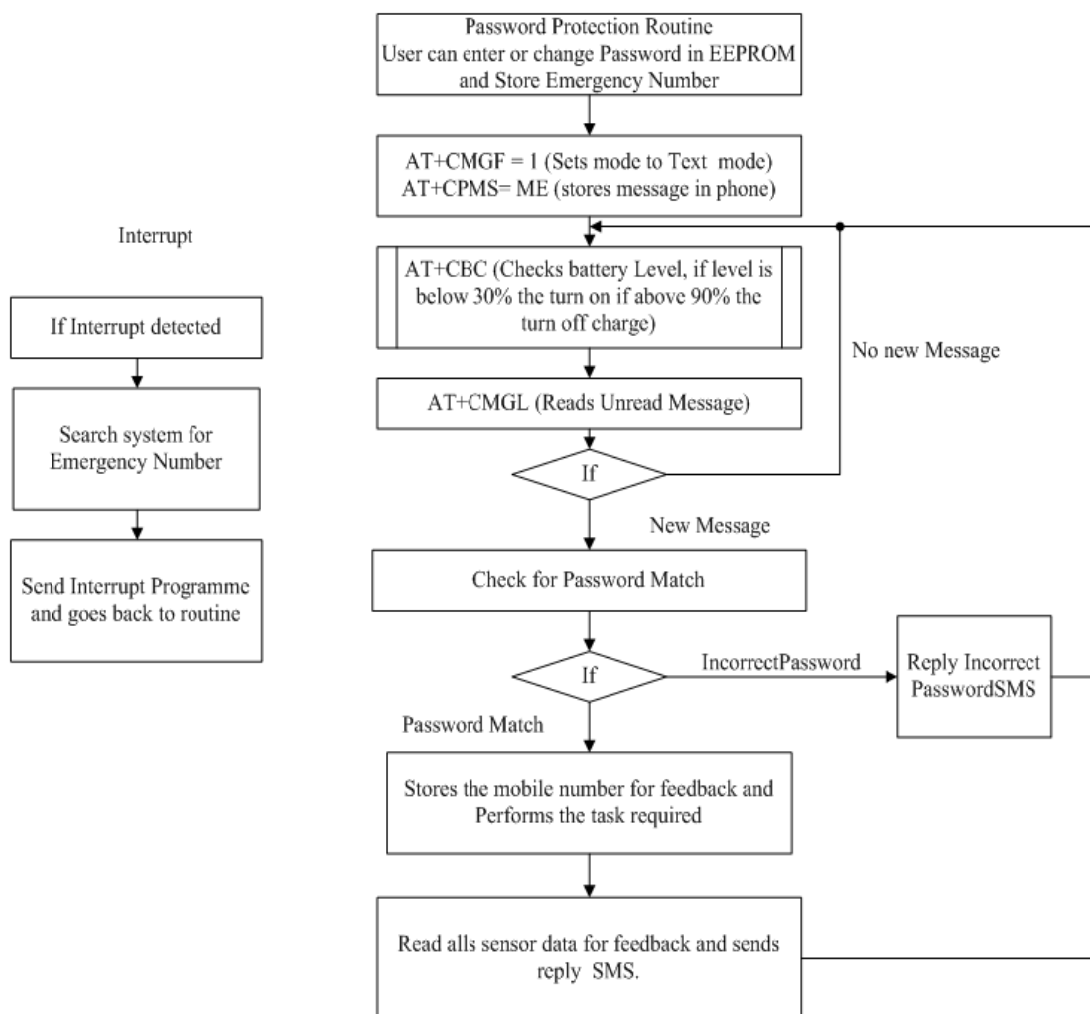 Password Protection Routine
User can enter or change Password in EEPROM
and Store Emergency Number
AT+CMGF = 1 (Sets mode to Text mode)
AT+CPMS= ME (stores message in phone)
Interrupt
AT+CBC (Checks battery Level, if level is
below 30% the turn on if above 90% the
turn off charge)
If Interrupt detected
No new Message
AT+CMGL (Reads Unread Message)
Search system for
Emergency Number
If
New Message
Send Interrupt Programme
and goes back to routine
Check for Password Match
If
IncorrectPassword
Reply Incorrect
PasswordSMS
Password Match
Stores the mobile number for feedback and
Performs the task required
Read alls sensor data for feedback and sends
reply SMS.